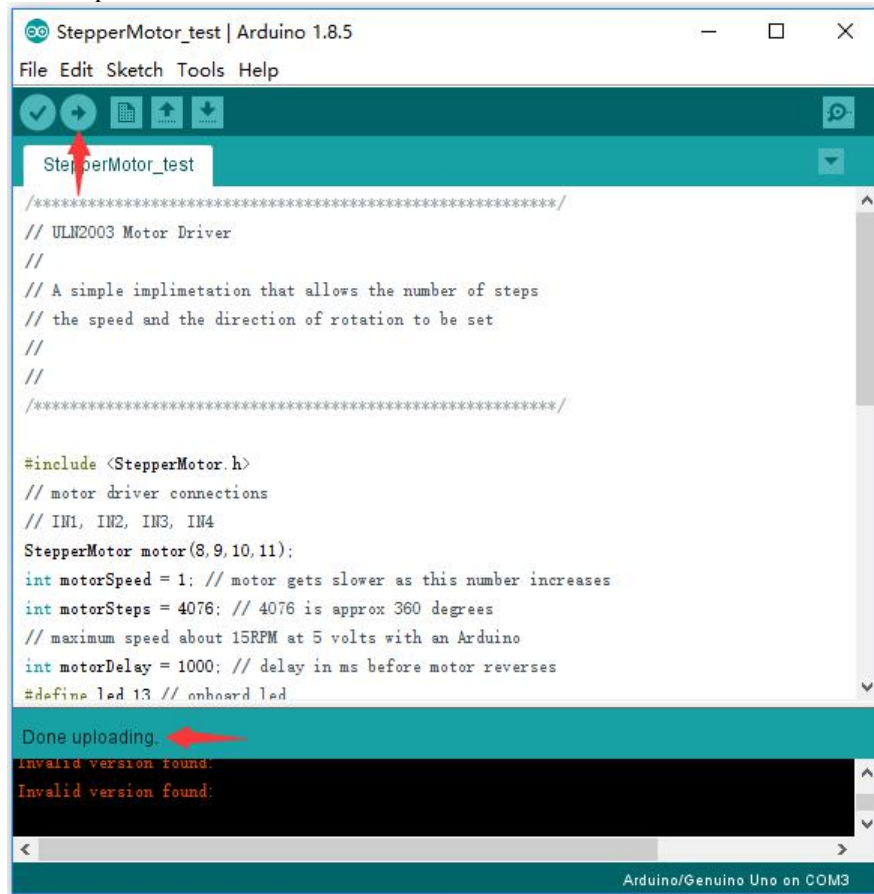 StepperMotor_test | Arduino 1.8.5
File Edit Sketch Tools Help
StepperMotor_test
/**********************************************************/
// ULN2003 Motor Driver
//
// A simple implimetation that allows the number of steps
// the speed and the direction of rotation to be set
//
//
/**********************************************************/
#include <StepperMotor.h>
// motor driver connections
// IN1, IN2, IN3, IN4
StepperMotor motor(8,9,10,11);
int motorSpeed = 1; // motor gets slower as this number increases
int motorSteps = 4076; // 4076 is approx 360 degrees
// maximum speed about 15RPM at 5 volts with an Arduino
int motorDelay = 1000; // delay in ms before motor reverses
#define led 13 // onboard led
Done uploading.
Invalid version found:
Invalid version found:
Arduino/Genuino Uno on COM3